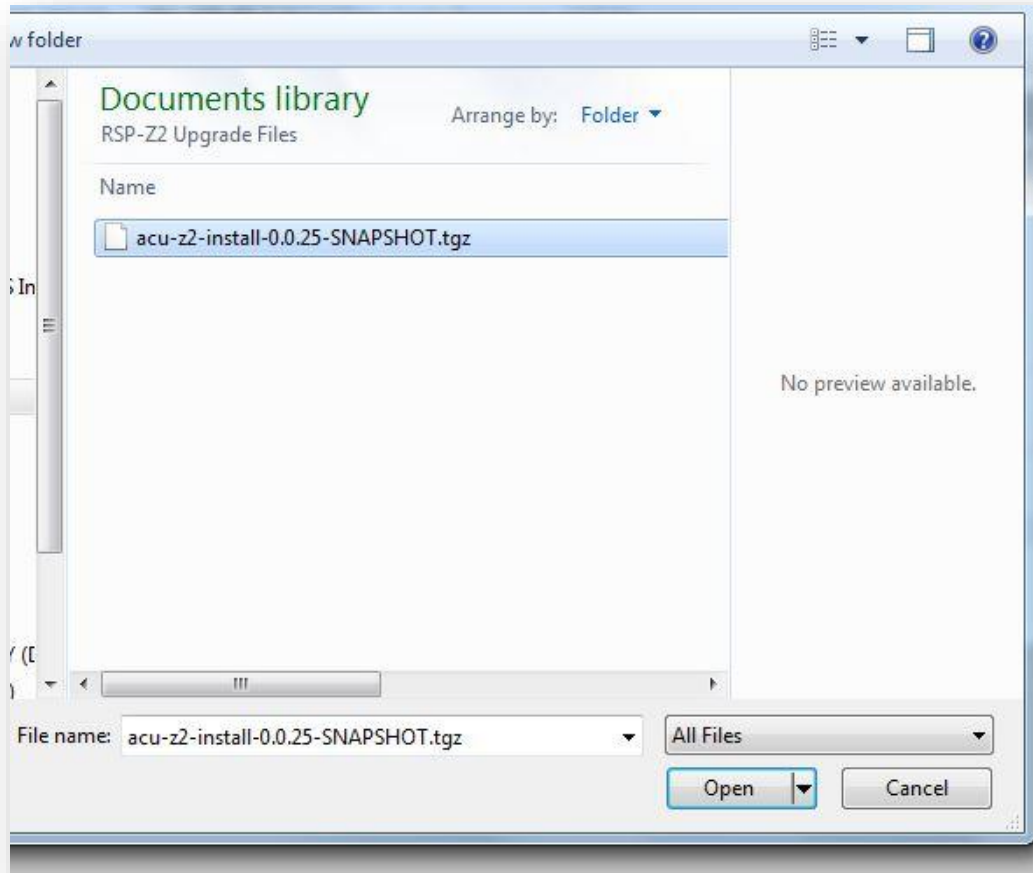 w folder
Documents library
RSP-Z2 Upgrade Files
Arrange by: Folder
Name
acu-z2-install-0.0.25-SNAPSHOT.tgz
S In
No preview available.
Y (D
)
File name: acu-z2-install-0.0.25-SNAPSHOT.tgz
All Files
Open
Cancel